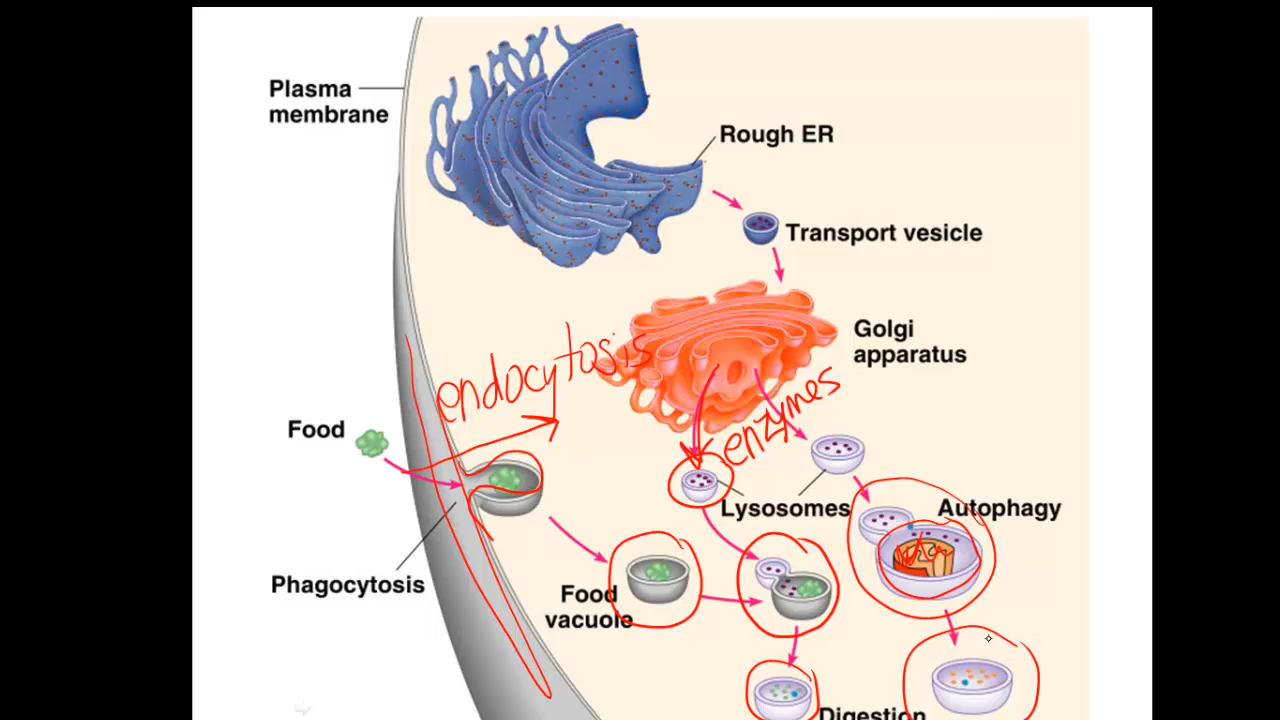 Plasma
membrane
Rough ER
Transport vesicle
Golgi
apparatus
endocytosis
enzymes
Food
Lysosomes
Autophagy
Phagocytosis
Food
vacuole
Digestion